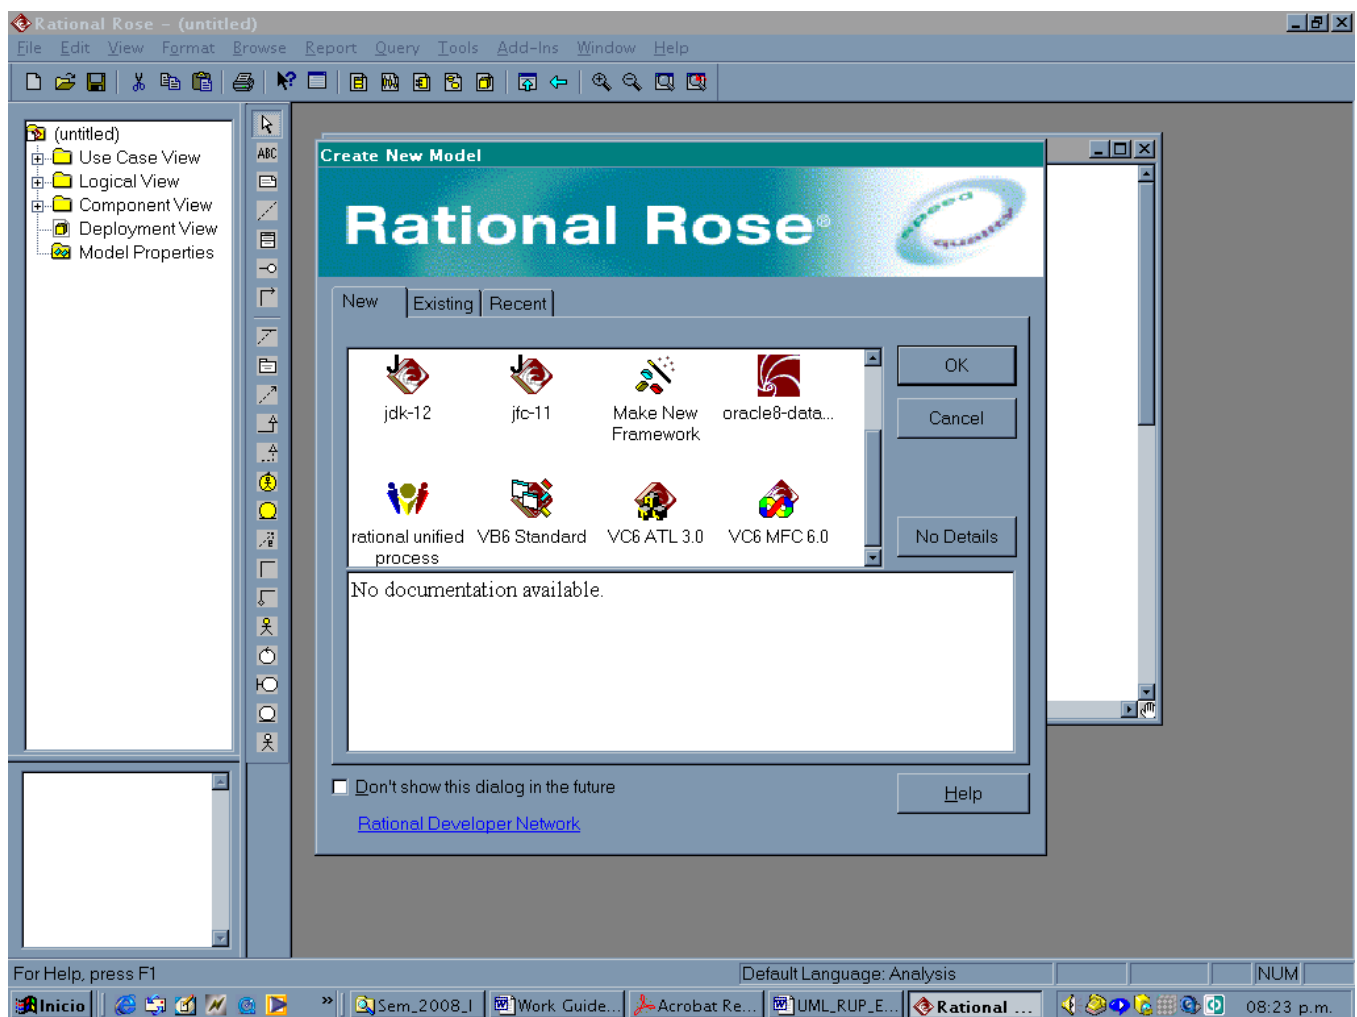 Rational Rose - (untitled)
File Edit View Format Browse Report Query Tools Add-Ins Window Help
(untitled)
Use Case View
Logical View
Component View
Deployment View
Model Properties
ABC
Create New Model
Rational Rose®
speed
quality
New Existing Recent
jdk-12 jfc-11 Make New Framework oracle8-data...
rational unified process VB6 Standard VC6 ATL 3.0 VC6 MFC 6.0
OK
Cancel
No Details
No documentation available.
Don't show this dialog in the future
Help
Rational Developer Network
For Help, press F1
Default Language: Analysis
NUM
Inicio » Sem_2008_I Work Guide... Acrobat Re... UML_RUP_E... Rational ... 08:23 p.m.